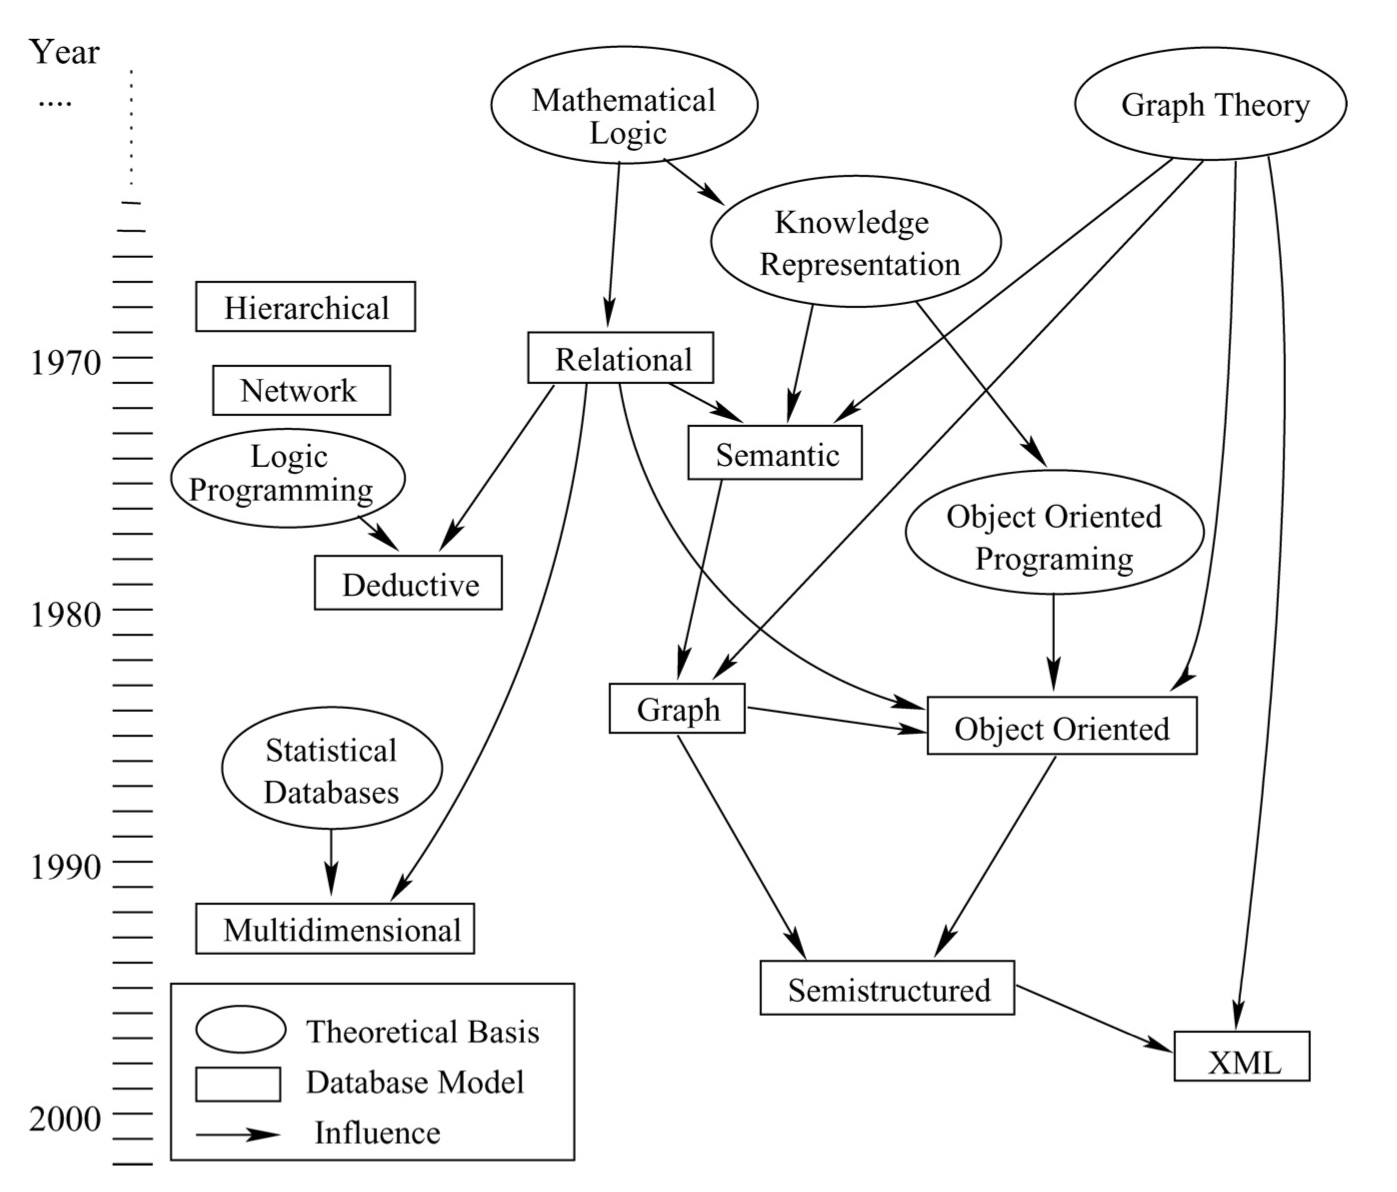 Year
....
Mathematical
Logic
Graph Theory
Knowledge
Representation
Hierarchical
1970
Relational
Network
Logic
Programming
Semantic
Object Oriented
Programing
Deductive
1980
Graph
Object Oriented
Statistical
Databases
1990
Multidimensional
Semistructured
Theoretical Basis
XML
Database Model
2000
Influence